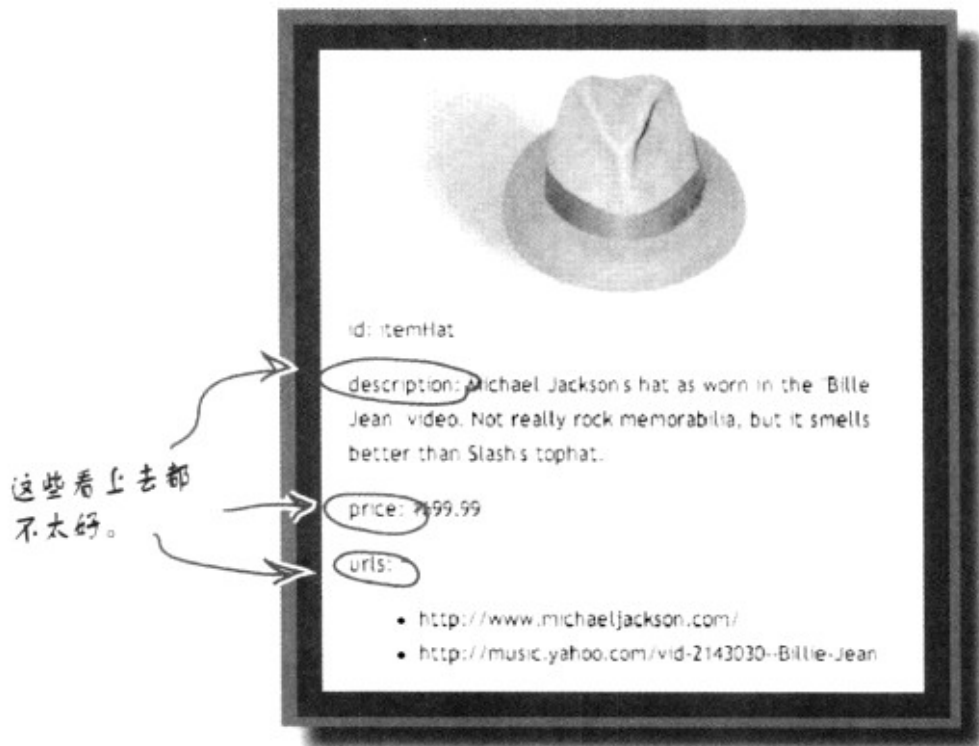 id: itemHat
description: Michael Jackson's hat as worn in the "Bille
Jean" video. Not really rock memorabilia, but it smells
better than Slash's tophat.
这些看上去都
不太好。
price: 199.99
urls:
• http://www.michaeljackson.com/
• http://music.yahoo.com/vid-2143030--Billie-Jean